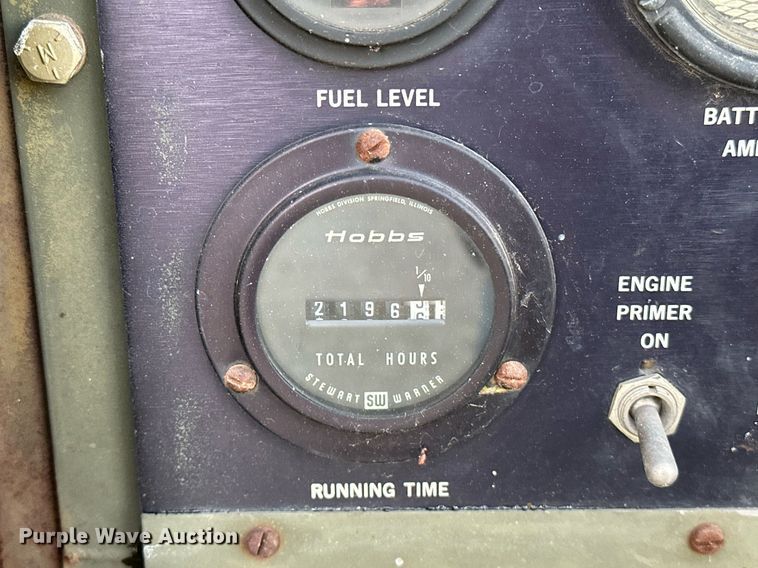 M
FUEL LEVEL
BATT
AM
HOBBS DIVISION SPRINGFIELD, ILLINOIS
Hobbs
1/10
2196
TOTAL HOURS
STEWART SW WARNER
ENGINE
PRIMER
ON
RUNNING TIME
Purple Wave Auction